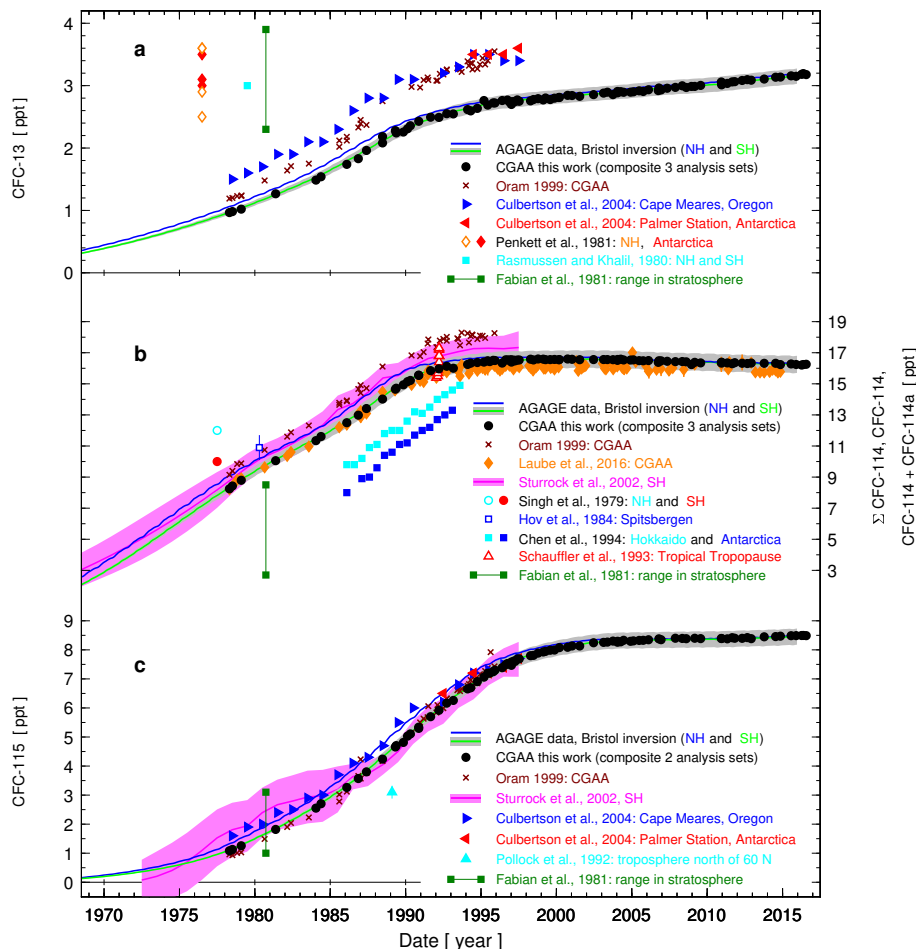 1970 1975 1980 1985 1990 1995 2000 2005 2010 2015
a
CFC-13 [ ppt ]
4
3
2
1
0
AGAGE data, Bristol inversion (NH and SH)
CGAA this work (composite 3 analysis sets)
Oram 1999: CGAA
Culbertson et al., 2004: Cape Meares, Oregon
Culbertson et al., 2004: Palmer Station, Antarctica
Penkett et al., 1981: NH, Antarctica
Rasmussen and Khalil, 1980: NH and SH
Fabian et al., 1981: range in stratosphere
b
19
17
15
13
11
9
7
5
3
Σ CFC-114, CFC-114,
CFC-114 + CFC-114a [ ppt ]
AGAGE data, Bristol inversion (NH and SH)
CGAA this work (composite 3 analysis sets)
Oram 1999: CGAA
Laube et al., 2016: CGAA
Sturrock et al., 2002, SH
Singh et al., 1979: NH and SH
Hov et al., 1984: Spitsbergen
Chen et al., 1994: Hokkaido and Antarctica
Schauffler et al., 1993: Tropical Tropopause
Fabian et al., 1981: range in stratosphere
c
CFC-115 [ ppt ]
9
8
7
6
5
4
3
2
1
0
AGAGE data, Bristol inversion (NH and SH)
CGAA this work (composite 2 analysis sets)
Oram 1999: CGAA
Sturrock et al., 2002, SH
Culbertson et al., 2004: Cape Meares, Oregon
Culbertson et al., 2004: Palmer Station, Antarctica
Pollock et al., 1992: troposphere north of 60 N
Fabian et al., 1981: range in stratosphere
1970 1975 1980 1985 1990 1995 2000 2005 2010 2015
Date [ year ]